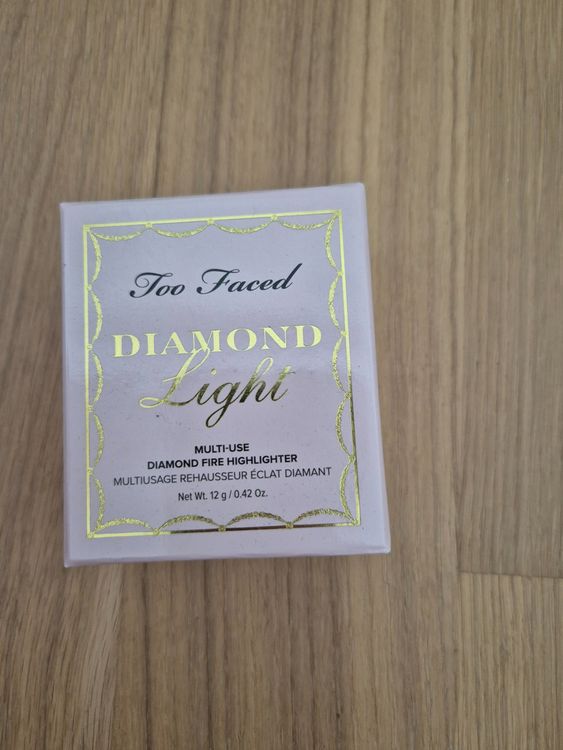 Too Faced
DIAMOND
Light
MULTI-USE
DIAMOND FIRE HIGHLIGHTER
MULTIUSAGE REHAUSSEUR ÉCLAT DIAMANT
Net Wt. 12 g / 0.42 Oz.